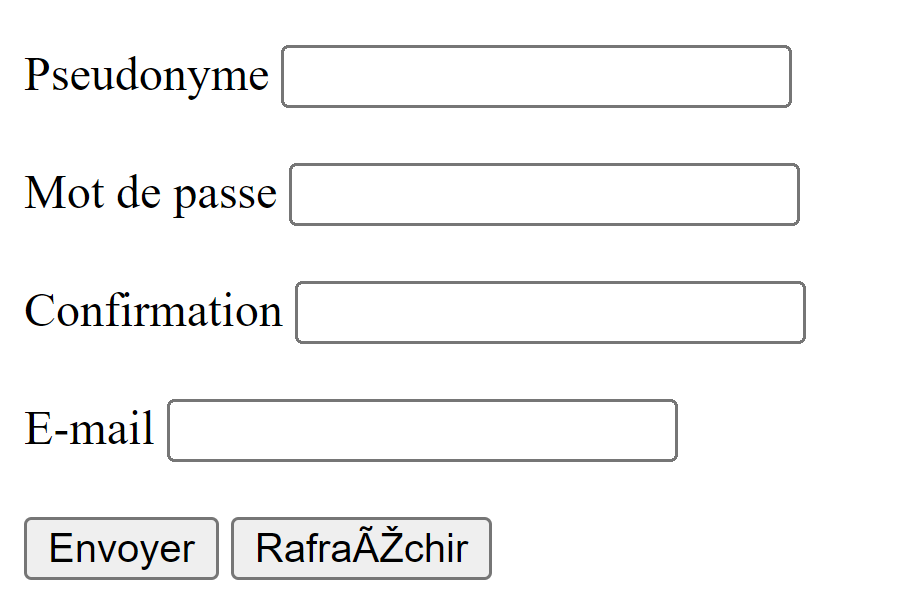 Pseudonyme
Mot de passe
Confirmation
E-mail
Envoyer RafraÃŽchir